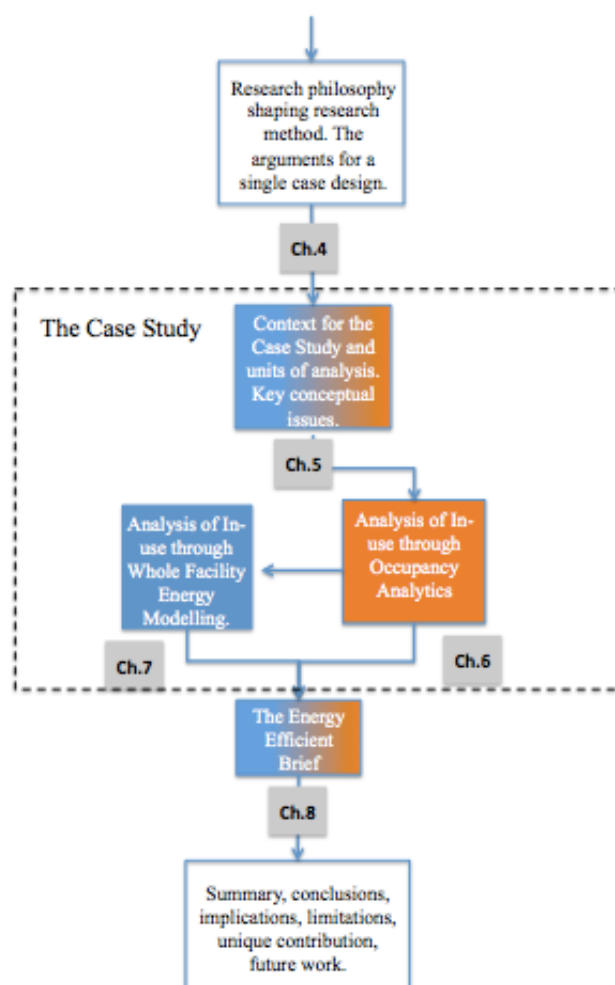 Research philosophy
shaping research
method. The
arguments for a
single case design.
Ch.4
The Case Study
Context for the
Case Study and
units of analysis.
Key conceptual
issues.
Ch.5
Analysis of In-
use through
Whole Facility
Energy
Modelling.
Analysis of In-
use through
Occupancy
Analytics
Ch.7
Ch.6
The Energy
Efficient
Brief
Ch.8
Summary, conclusions,
implications, limitations,
unique contribution,
future work.